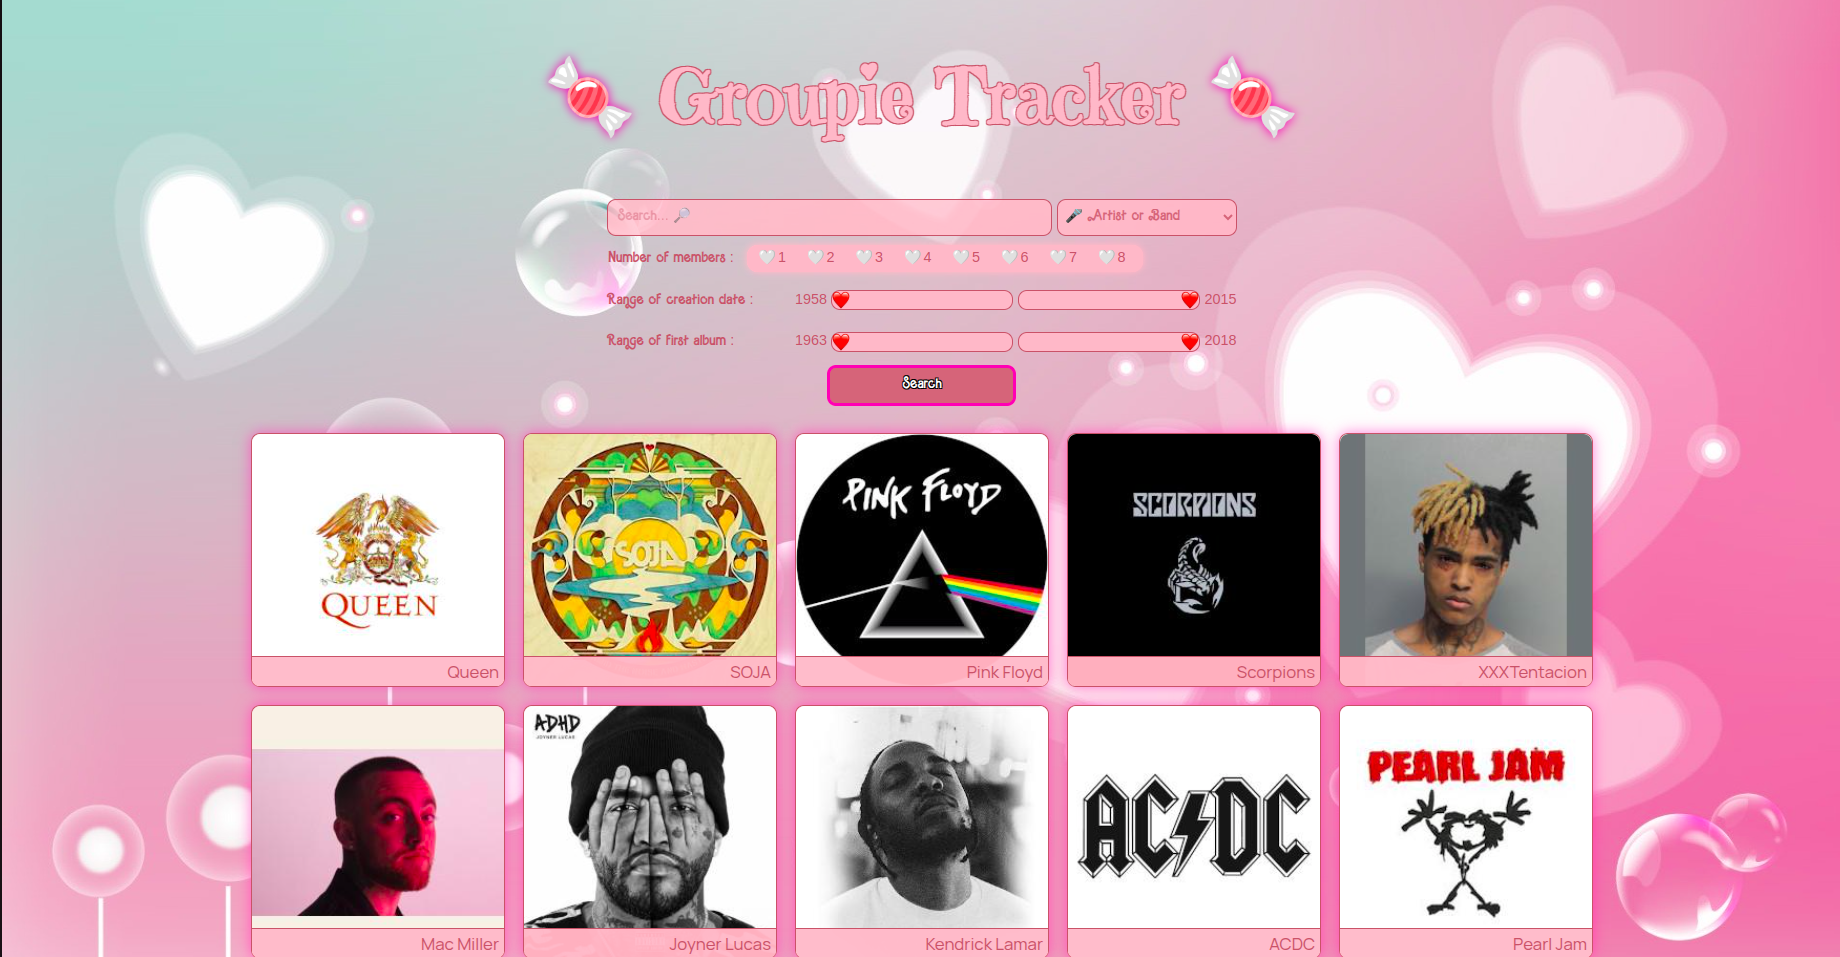 Groupie Tracker
Search... 🔎
🎤 Artist or Band
Number of members : 1 2 3 4 5 6 7 8
Range of creation date : 1958 2015
Range of first album : 1963 2018
Search
QUEEN
SOJA
PINK FLOYD
SCORPIONS
Queen
SOJA
Pink Floyd
Scorpions
XXXTentacion
ADHD
JOYNER LUCAS
AC DC
PEARL JAM
Mac Miller
Joyner Lucas
Kendrick Lamar
ACDC
Pearl Jam